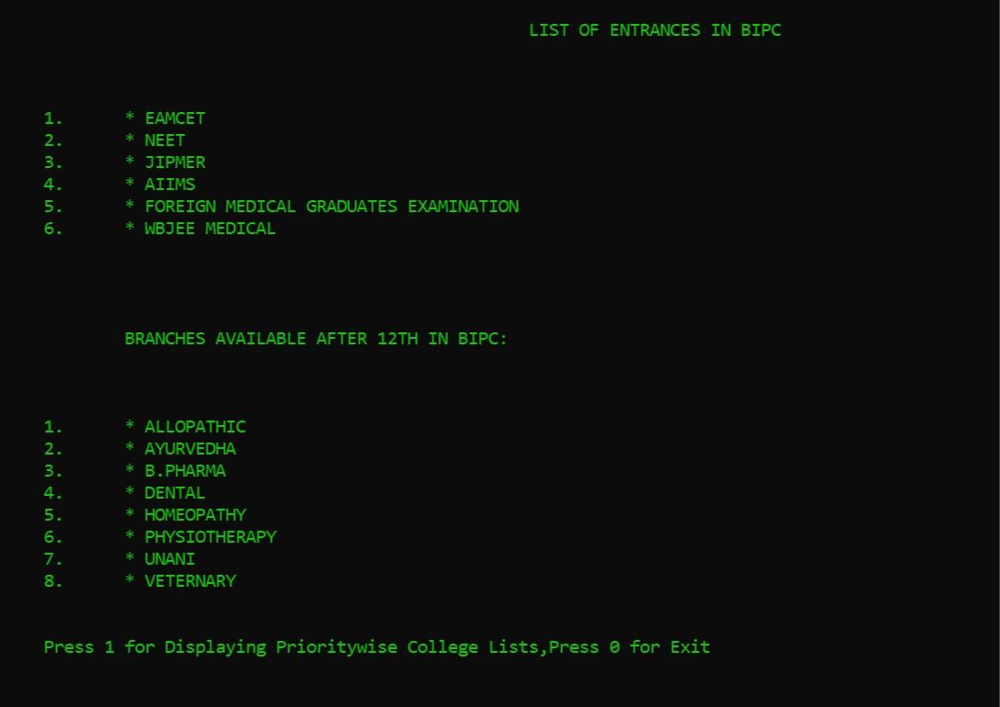 LIST OF ENTRANCES IN BIPC
1. * EAMCET
2. * NEET
3. * JIPMER
4. * AIIMS
5. * FOREIGN MEDICAL GRADUATES EXAMINATION
6. * WBJEE MEDICAL
BRANCHES AVAILABLE AFTER 12TH IN BIPC:
1. * ALLOPATHIC
2. * AYURVEDHA
3. * B.PHARMA
4. * DENTAL
5. * HOMEOPATHY
6. * PHYSIOTHERAPY
7. * UNANI
8. * VETERNARY
Press 1 for Displaying Prioritywise College Lists,Press 0 for Exit